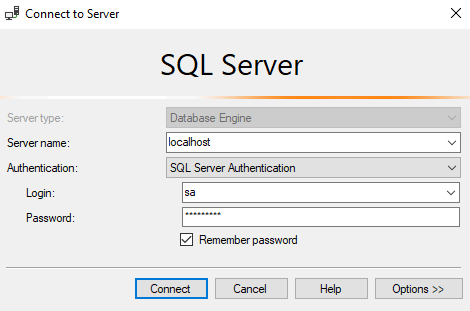 Connect to Server
SQL Server
Server type: Database Engine
Server name: localhost
Authentication: SQL Server Authentication
Login: sa
Password: *********
Remember password
Connect Cancel Help Options >>